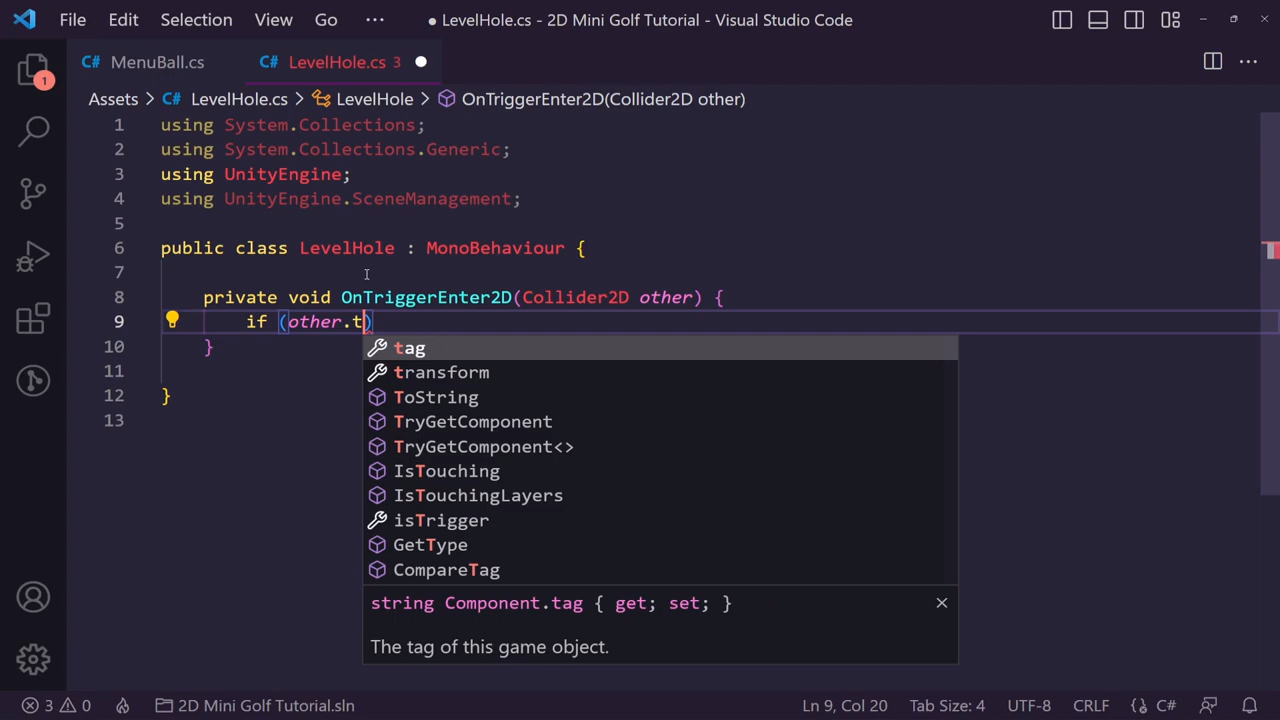 File Edit Selection View Go ··· ● LevelHole.cs - 2D Mini Golf Tutorial - Visual Studio Code
C# MenuBall.cs C# LevelHole.cs 3 ●
1
Assets > C# LevelHole.cs > LevelHole > OnTriggerEnter2D(Collider2D other)
1 using System.Collections;
2 using System.Collections.Generic;
3 using UnityEngine;
4 using UnityEngine.SceneManagement;
5
6 public class LevelHole : MonoBehaviour {
7
8 private void OnTriggerEnter2D(Collider2D other) {
9 if (other.t)
10 }
11
12 }
13
tag
transform
ToString
TryGetComponent
TryGetComponent<>
IsTouching
IsTouchingLayers
isTrigger
GetType
CompareTag
string Component.tag { get; set; }
The tag of this game object.
3 0 2D Mini Golf Tutorial.sln Ln 9, Col 20 Tab Size: 4 UTF-8 CRLF {} C#